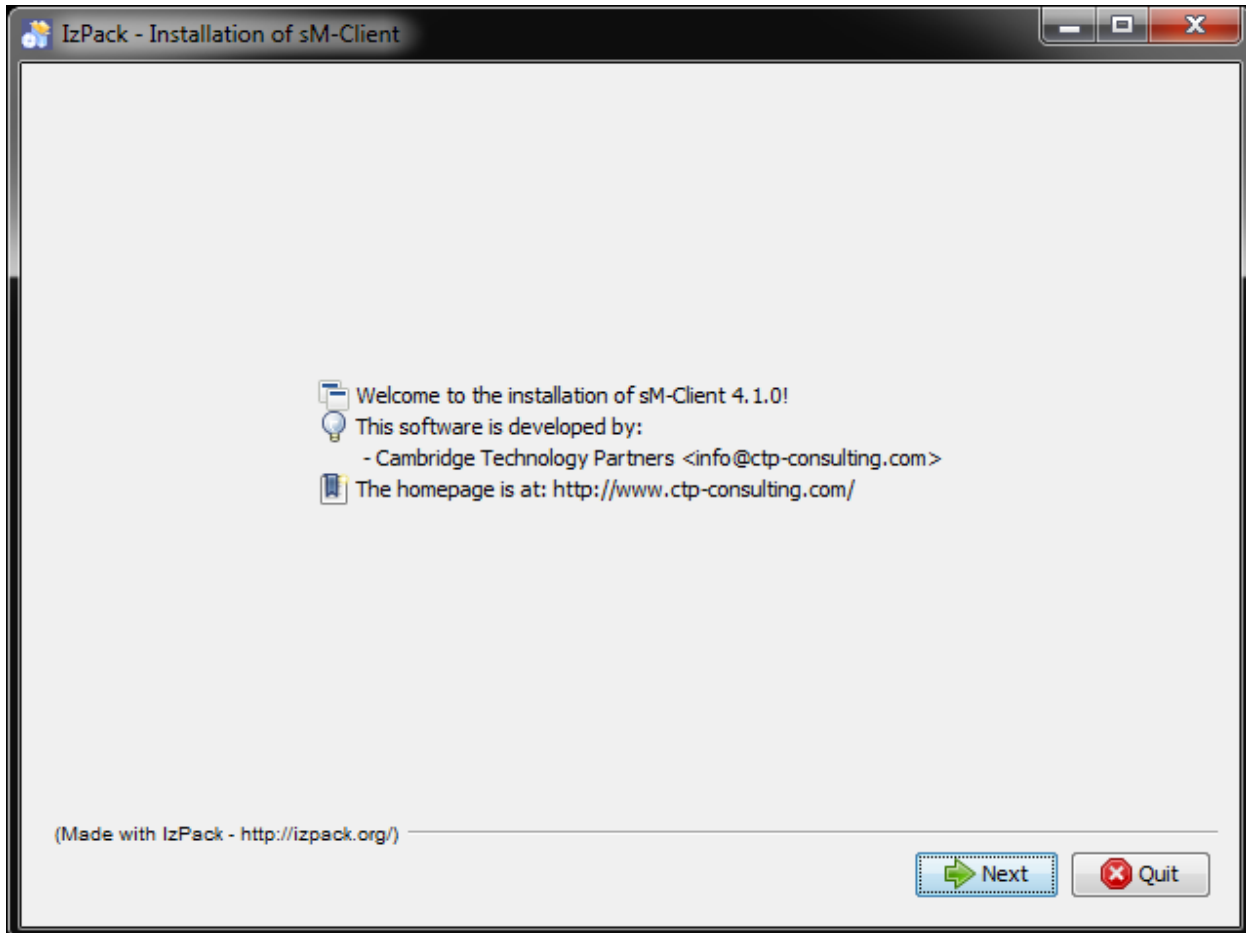 IzPack - Installation of sM-Client
Welcome to the installation of sM-Client 4.1.0!
This software is developed by:
- Cambridge Technology Partners <info@ctp-consulting.com>
The homepage is at: http://www.ctp-consulting.com/
(Made with IzPack - http://izpack.org/)
Next
Quit